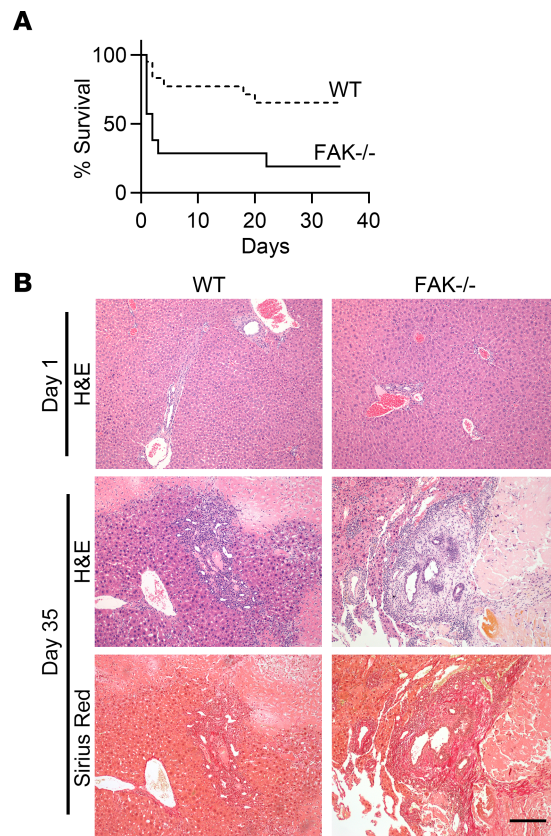 A
100
50
0
% Survival
WT
FAK-/-
0 10 20 30 40
Days
B
WT FAK-/-
Day 1
H&E
Day 35
H&E
Sirius Red